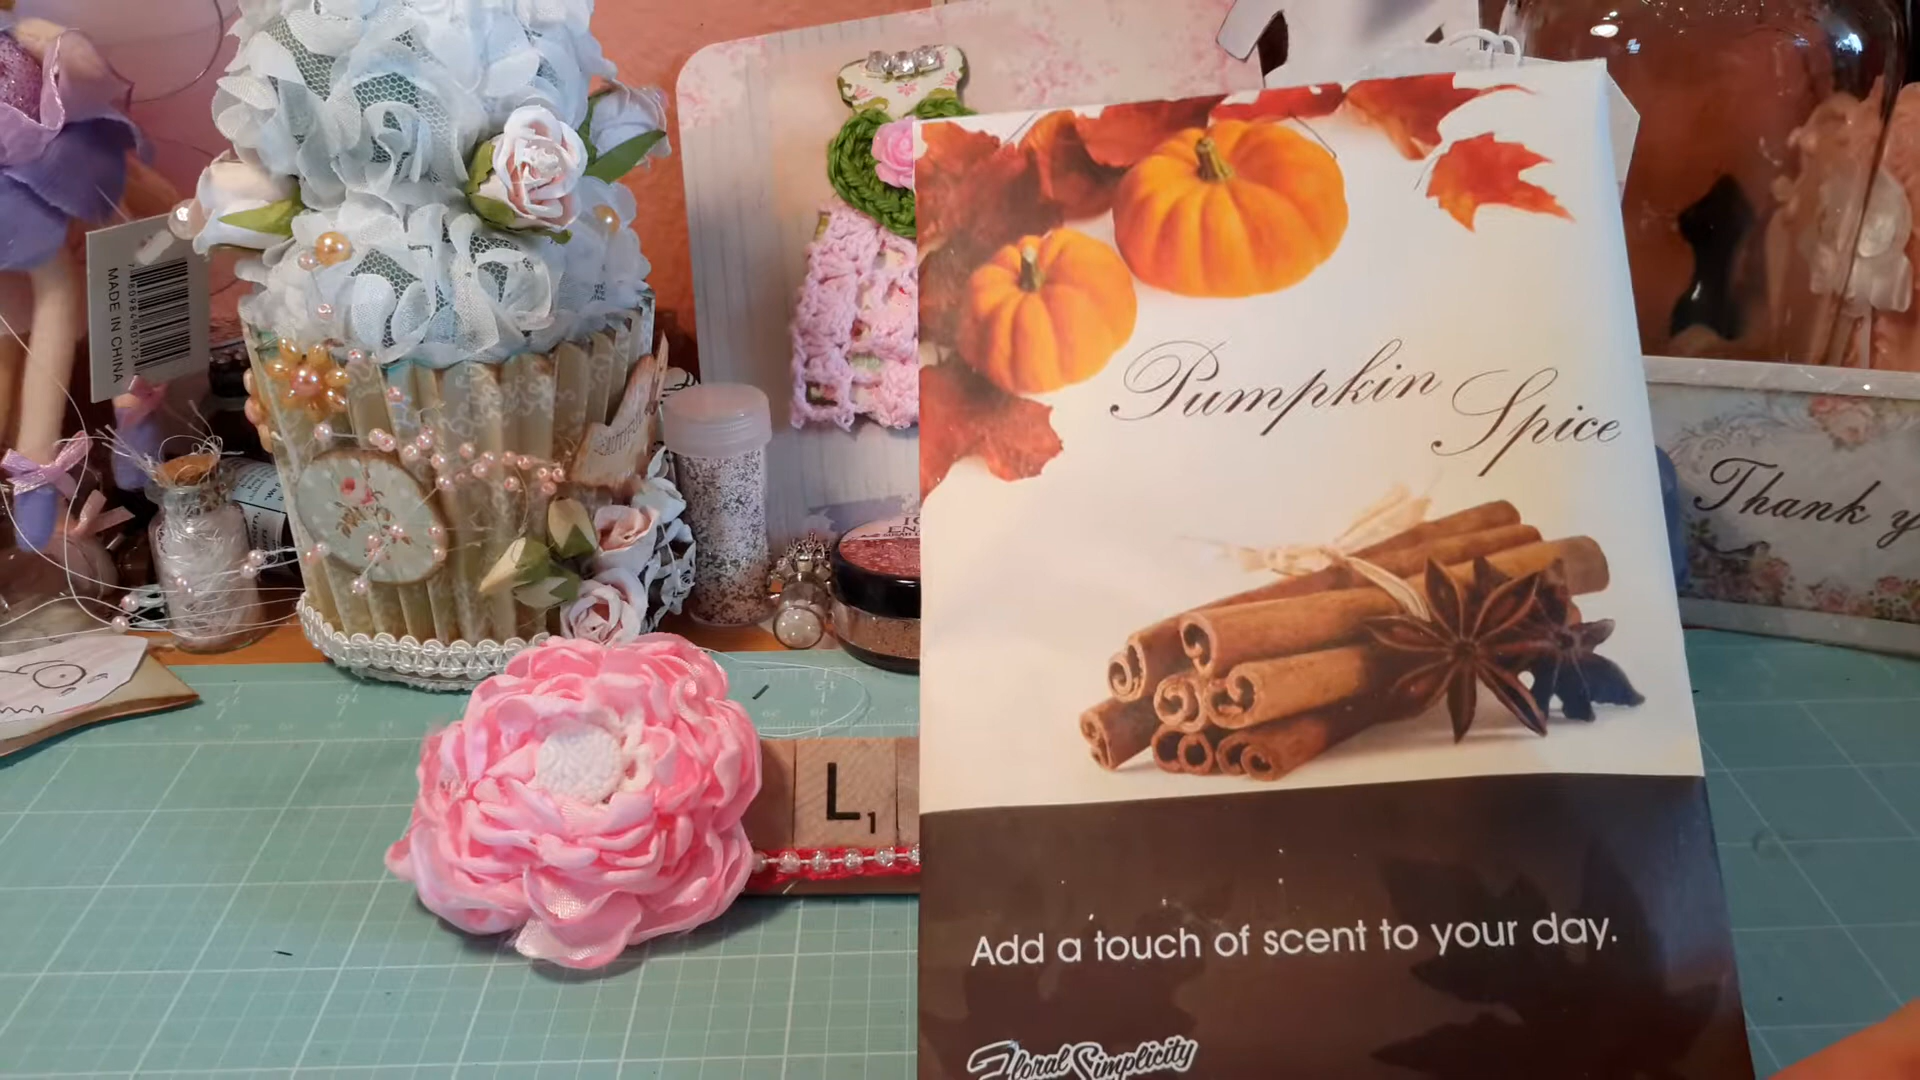 MADE IN CHINA
Pumpkin Spice
Thank y
L1
Add a touch of scent to your day.
Floral Simplicity